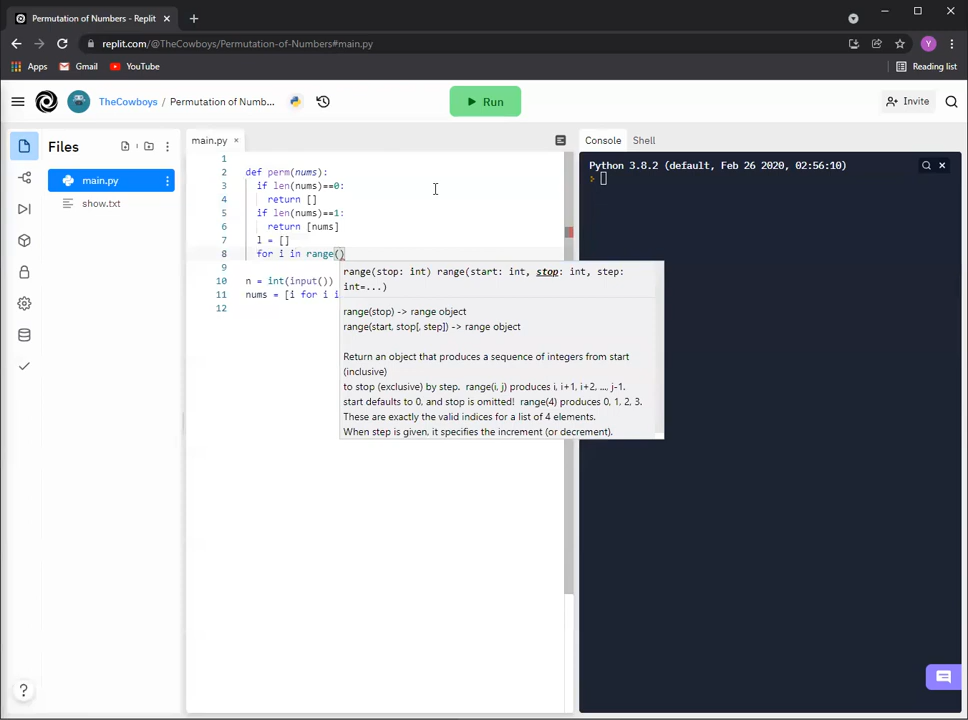 Permutation of Numbers - Replit
replit.com/@TheCowboys/Permutation-of-Numbers#main.py
Y
Apps
Gmail
YouTube
Reading list
TheCowboys / Permutation of Numb...
Run
Invite
Files
main.py
show.txt
main.py
1
2 def perm(nums):
3 if len(nums)==0:
4 return []
5 if len(nums)==1:
6 return [nums]
7 l = []
8 for i in range()
9
10 n = int(input())
11 nums = [i for i i
12
range(stop: int) range(start: int, stop: int, step:
int=...)
range(stop) -> range object
range(start, stop[, step]) -> range object
Return an object that produces a sequence of integers from start
(inclusive)
to stop (exclusive) by step. range(i, j) produces i, i+1, i+2, ..., j-1.
start defaults to 0, and stop is omitted! range(4) produces 0, 1, 2, 3.
These are exactly the valid indices for a list of 4 elements.
When step is given, it specifies the increment (or decrement).
Console
Shell
Python 3.8.2 (default, Feb 26 2020, 02:56:10)
?